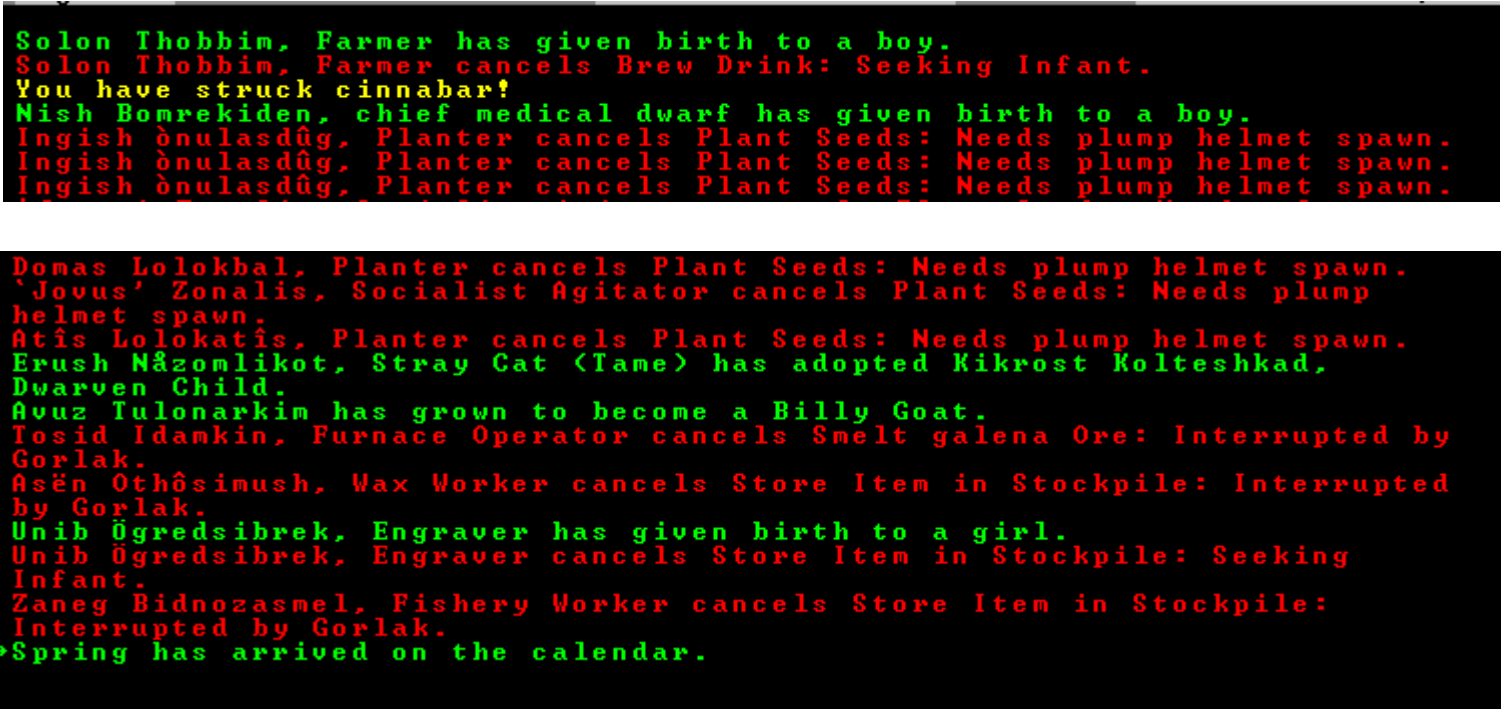 Solon Thobbim, Farmer has given birth to a boy.
Solon Thobbim, Farmer cancels Brew Drink: Seeking Infant.
You have struck cinnabar!
Nish Bomrekiden, chief medical dwarf has given birth to a boy.
Ingish ònulasdûg, Planter cancels Plant Seeds: Needs plump helmet spawn.
Ingish ònulasdûg, Planter cancels Plant Seeds: Needs plump helmet spawn.
Ingish ònulasdûg, Planter cancels Plant Seeds: Needs plump helmet spawn.
Domas Lolokbal, Planter cancels Plant Seeds: Needs plump helmet spawn.
`Jovus' Zonalis, Socialist Agitator cancels Plant Seeds: Needs plump
helmet spawn.
Atîs Lolokatîs, Planter cancels Plant Seeds: Needs plump helmet spawn.
Erush Nåzomlikot, Stray Cat (Tame) has adopted Kikrost Kolteshkad,
Dwarven Child.
Avuz Tulonarkim has grown to become a Billy Goat.
Tosid Idamkin, Furnace Operator cancels Smelt galena Ore: Interrupted by
Gorlak.
Asën Othôsimush, Wax Worker cancels Store Item in Stockpile: Interrupted
by Gorlak.
Unib Ögredsibrek, Engraver has given birth to a girl.
Unib Ögredsibrek, Engraver cancels Store Item in Stockpile: Seeking
Infant.
Zaneg Bidnozasmel, Fishery Worker cancels Store Item in Stockpile:
Interrupted by Gorlak.
Spring has arrived on the calendar.